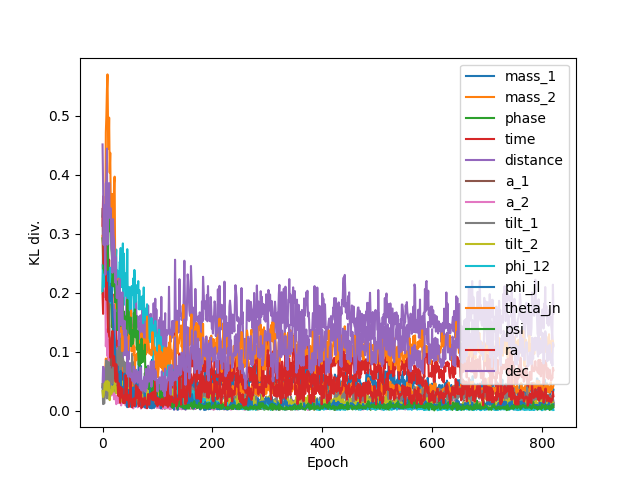 KL div.
0.5
0.4
0.3
0.2
0.1
0.0
0
200
400
600
800
Epoch
mass_1
mass_2
phase
time
distance
a_1
a_2
tilt_1
tilt_2
phi_12
phi_jl
theta_jn
psi
ra
dec